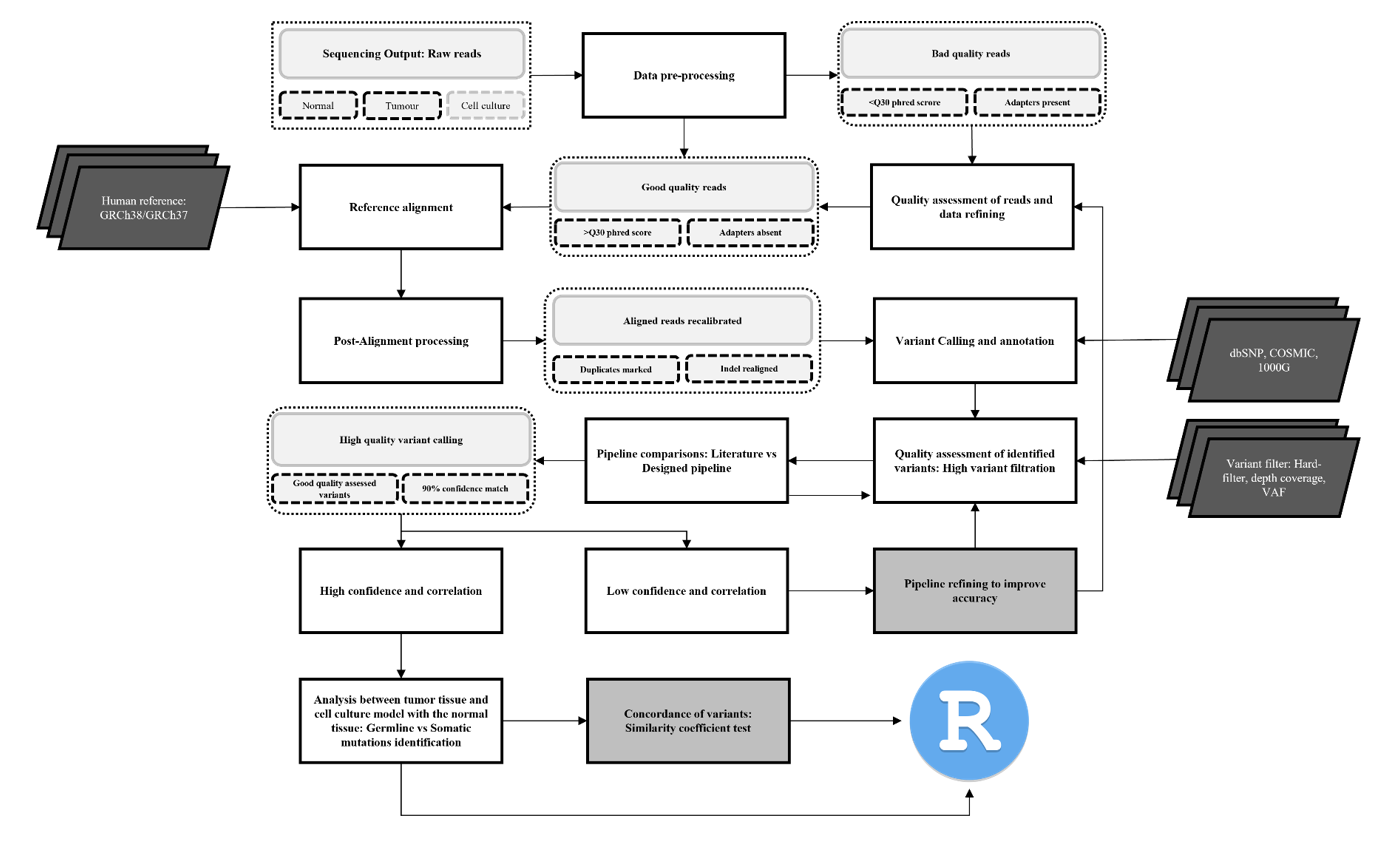 Sequencing Output: Raw reads
Normal
Tumour
Cell culture
Data pre-processing
Bad quality reads
<Q30 phred scrore
Adapters present
Human reference:
GRCh38/GRCh37
Reference alignment
Good quality reads
>Q30 phred score
Adapters absent
Quality assessment of reads and
data refining
Post-Alignment processing
Aligned reads recalibrated
Duplicates marked
Indel realigned
Variant Calling and annotation
dbSNP, COSMIC,
1000G
High quality variant calling
Good quality assessed
variants
90% confidence match
Pipeline comparisons: Literature vs
Designed pipeline
Quality assessment of identified
variants: High variant filtration
Variant filter: Hard-
filter, depth coverage,
VAF
High confidence and correlation
Low confidence and correlation
Pipeline refining to improve
accuracy
Analysis between tumor tissue and
cell culture model with the normal
tissue: Germline vs Somatic
mutations identification
Concordance of variants:
Similarity coefficient test
R